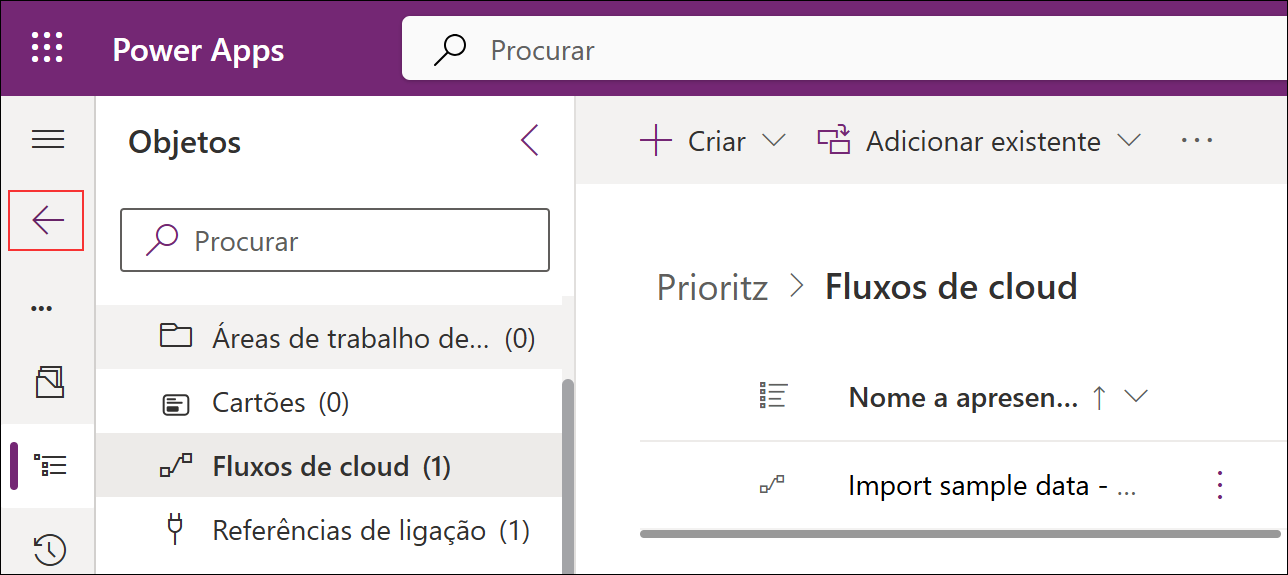 Power Apps
Procurar
Objetos
Criar
Adicionar existente
Procurar
Prioritz > Fluxos de cloud
Áreas de trabalho de... (0)
Cartões (0)
Nome a apresen... ↑
Fluxos de cloud (1)
Import sample data - ...
Referências de ligação (1)